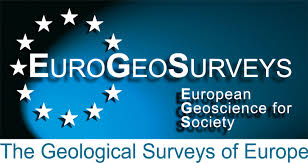 EUROGEOSURVEYS
European
Geoscience for
Society
The Geological Surveys of Europe